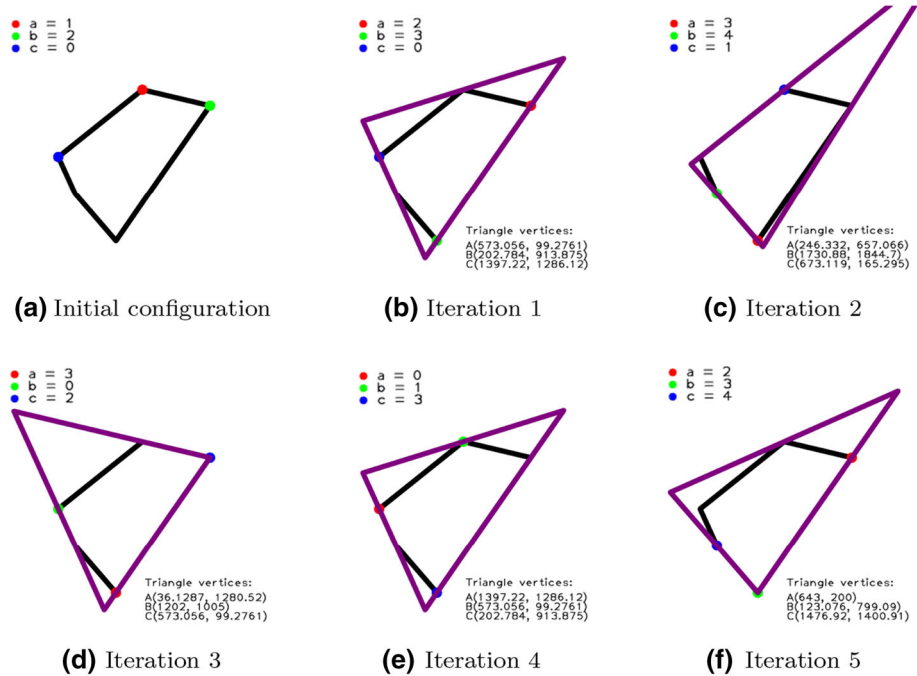 a = 1
b = 2
c = 0
(a) Initial configuration
a = 2
b = 3
c = 0
Triangle vertices:
A(573.056, 99.2761)
B(202.784, 913.875)
C(1397.22, 1286.12)
(b) Iteration 1
a = 3
b = 4
c = 1
Triangle vertices:
A(246.332, 657.066)
B(1730.88, 1844.7)
C(673.119, 165.295)
(c) Iteration 2
a = 3
b = 0
c = 2
Triangle vertices:
A(36.1287, 1280.52)
B(1202, 1005)
C(573.056, 99.2761)
(d) Iteration 3
a = 0
b = 1
c = 3
Triangle vertices:
A(1397.22, 1286.12)
B(573.056, 99.2761)
C(202.784, 913.875)
(e) Iteration 4
a = 2
b = 3
c = 4
Triangle vertices:
A(643, 200)
B(123.076, 799.09)
C(1476.92, 1400.91)
(f) Iteration 5